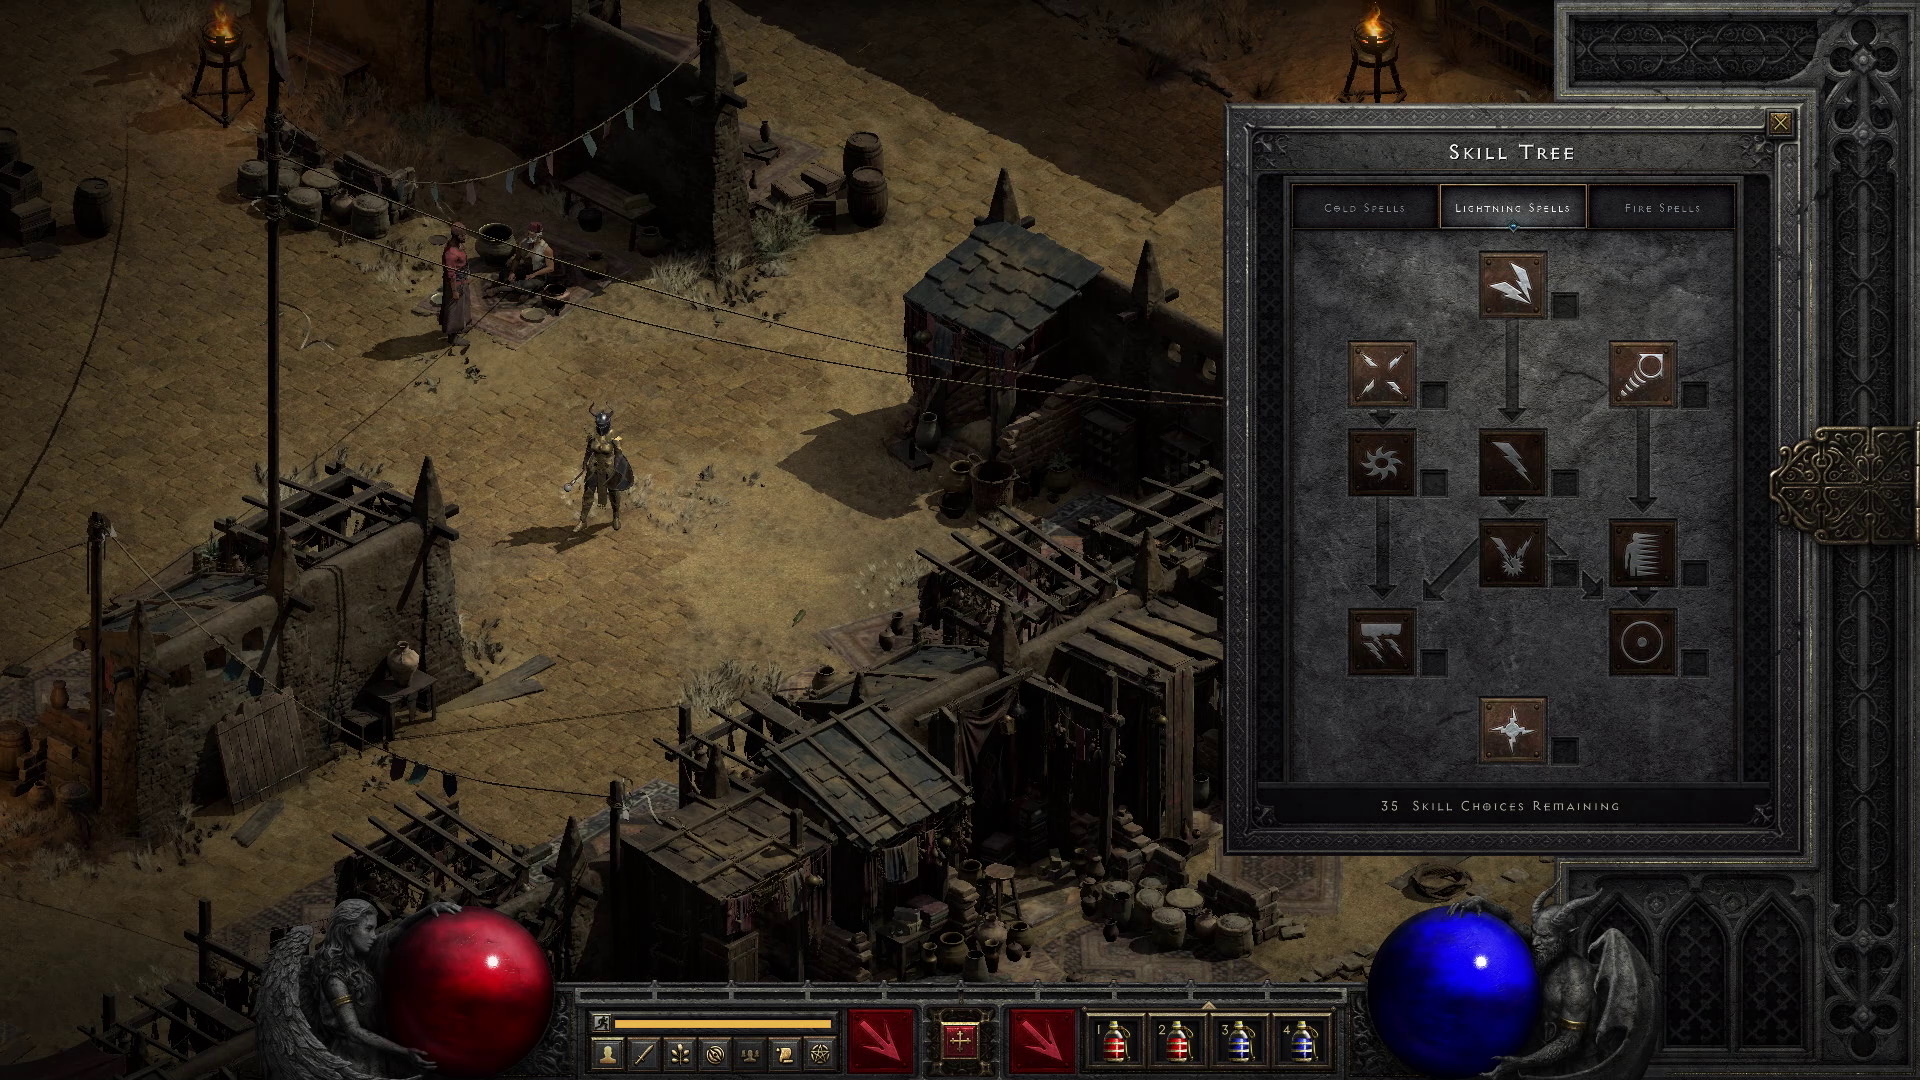 SKILL TREE
COLD SPELLS
LIGHTNING SPELLS
FIRE SPELLS
35 SKILL CHOICES REMAINING
1
2
3
4